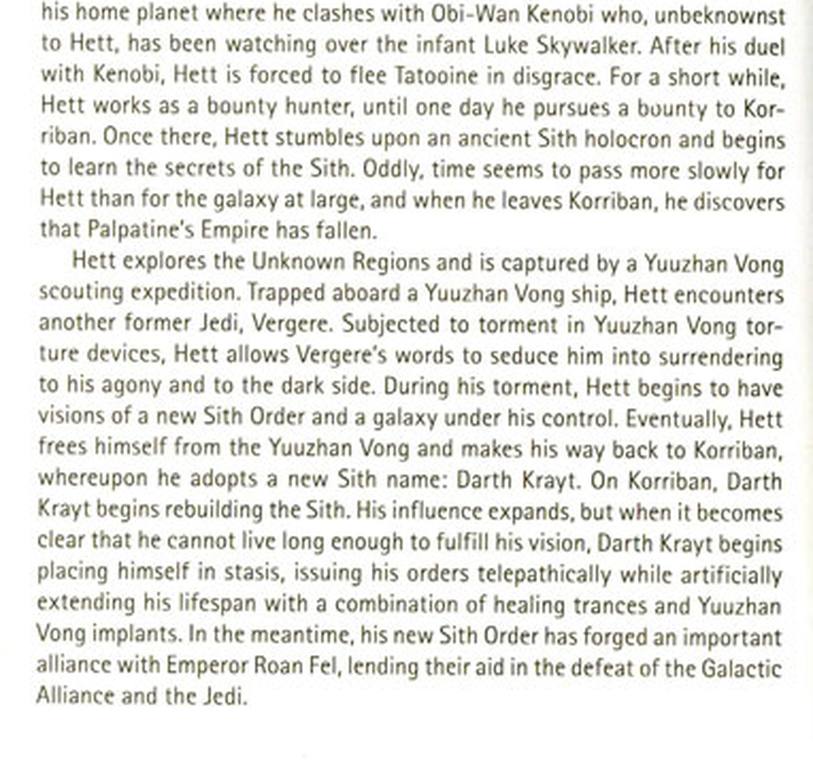 his home planet where he clashes with Obi-Wan Kenobi who, unbeknownst
to Hett, has been watching over the infant Luke Skywalker. After his duel
with Kenobi, Hett is forced to flee Tatooine in disgrace. For a short while,
Hett works as a bounty hunter, until one day he pursues a bounty to Kor-
riban. Once there, Hett stumbles upon an ancient Sith holocron and begins
to learn the secrets of the Sith. Oddly, time seems to pass more slowly for
Hett than for the galaxy at large, and when he leaves Korriban, he discovers
that Palpatine's Empire has fallen.
Hett explores the Unknown Regions and is captured by a Yuuzhan Vong
scouting expedition. Trapped aboard a Yuuzhan Vong ship, Hett encounters
another former Jedi, Vergere. Subjected to torment in Yuuzhan Vong tor-
ture devices, Hett allows Vergere's words to seduce him into surrendering
to his agony and to the dark side. During his torment, Hett begins to have
visions of a new Sith Order and a galaxy under his control. Eventually, Hett
frees himself from the Yuuzhan Vong and makes his way back to Korriban,
whereupon he adopts a new Sith name: Darth Krayt. On Korriban, Darth
Krayt begins rebuilding the Sith. His influence expands, but when it becomes
clear that he cannot live long enough to fulfill his vision, Darth Krayt begins
placing himself in stasis, issuing his orders telepathically while artificially
extending his lifespan with a combination of healing trances and Yuuzhan
Vong implants. In the meantime, his new Sith Order has forged an important
alliance with Emperor Roan Fel, lending their aid in the defeat of the Galactic
Alliance and the Jedi.